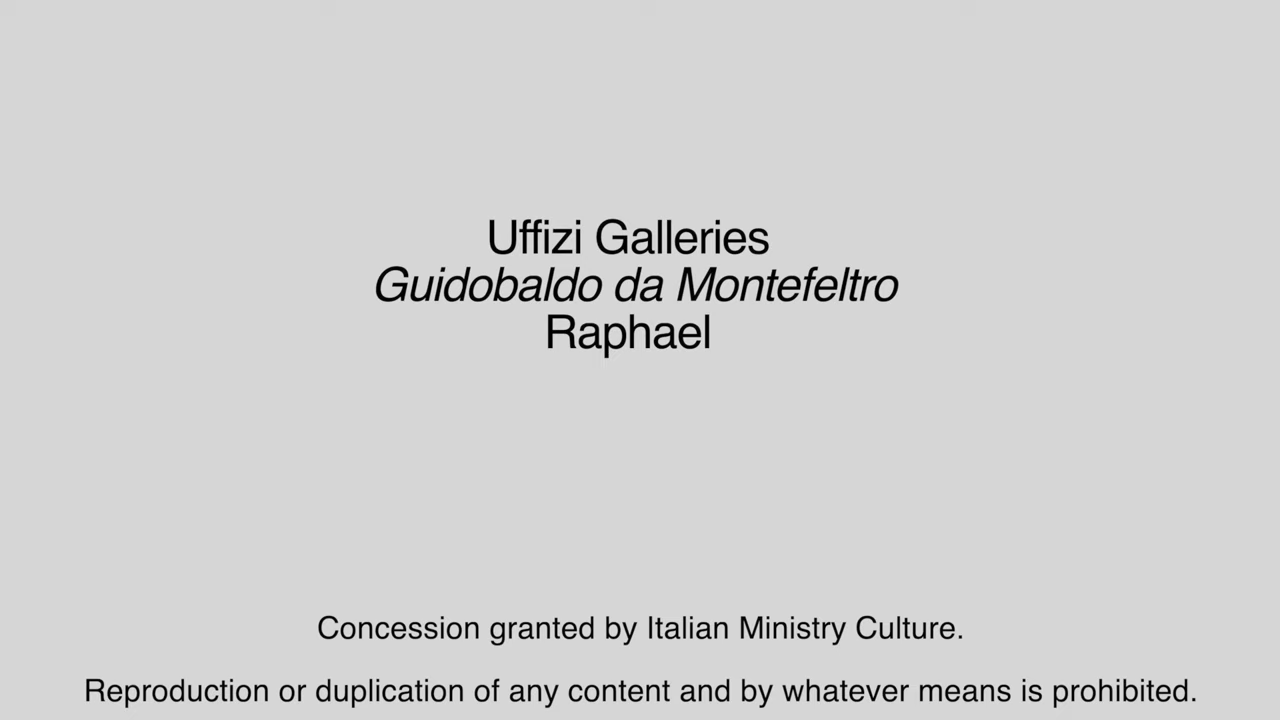 Uffizi Galleries
Guidobaldo da Montefeltro
Raphael
Concession granted by Italian Ministry Culture.
Reproduction or duplication of any content and by whatever means is prohibited.